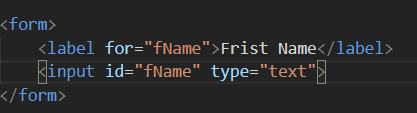 <form>
<label for="fName">Frist Name</label>
<input id="fName" type="text">
</form>